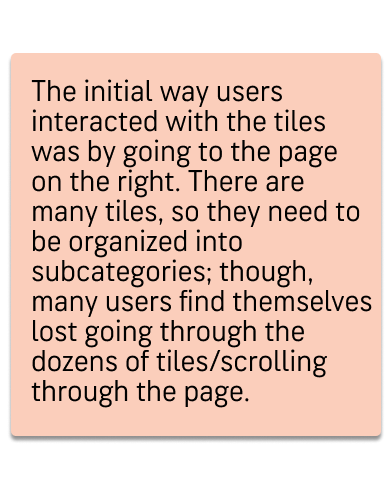 The initial way users
interacted with the tiles
was by going to the page
on the right. There are
many tiles, so they need to
be organized into
subcategories; though,
many users find themselves
lost going through the
dozens of tiles/scrolling
through the page.